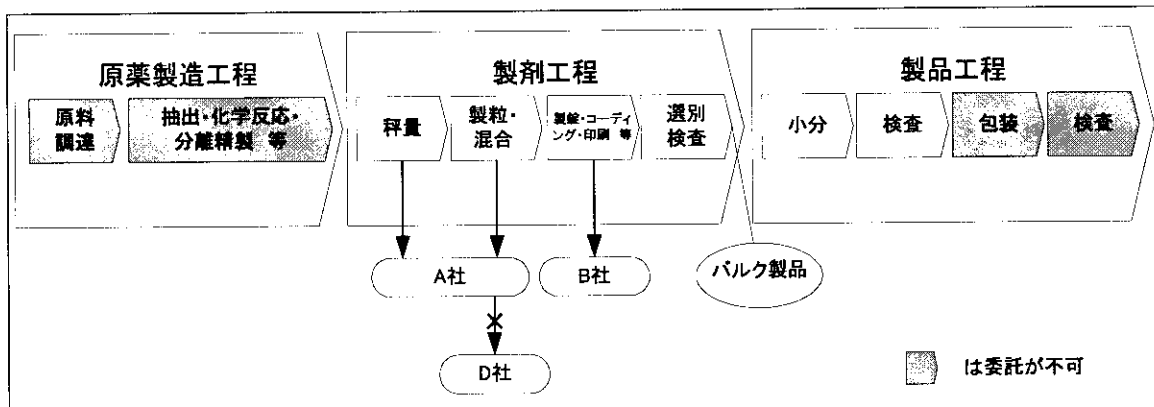 原薬製造工程
原料
調達
抽出・化学反応・
分離精製 等
製剤工程
秤量
製粒・
混合
製錠・コーディ
ング・印刷 等
選別
検査
製品工程
小分
検査
包装
検査
A社
B社
バルク製品
D社
は委託が不可